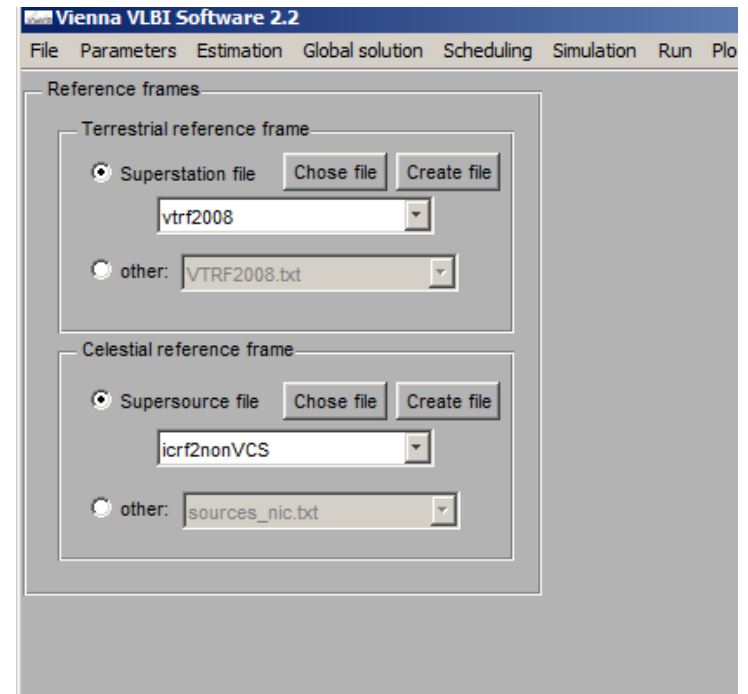 Vienna VLBI Software 2.2
File Parameters Estimation Global solution Scheduling Simulation Run Plo
Reference frames
Terrestrial reference frame
Superstation file Chose file Create file
vtrf2008
other: VTRF2008.txt
Celestial reference frame
Supersource file Chose file Create file
icrf2nonVCS
other: sources_nic.txt